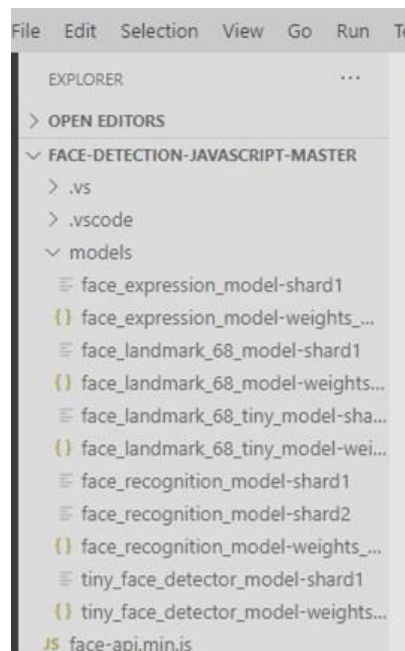 File Edit Selection View Go Run
EXPLORER ...
> OPEN EDITORS
FACE-DETECTION-JAVASCRIPT-MASTER
> .vs
> .vscode
models
face_expression_model-shard1
{} face_expression_model-weights_...
face_landmark_68_model-shard1
{} face_landmark_68_model-weights...
face_landmark_68_tiny_model-sha...
{} face_landmark_68_tiny_model-wei...
face_recognition_model-shard1
face_recognition_model-shard2
{} face_recognition_model-weights_...
tiny_face_detector_model-shard1
{} tiny_face_detector_model-weights...
JS face-api.min.js